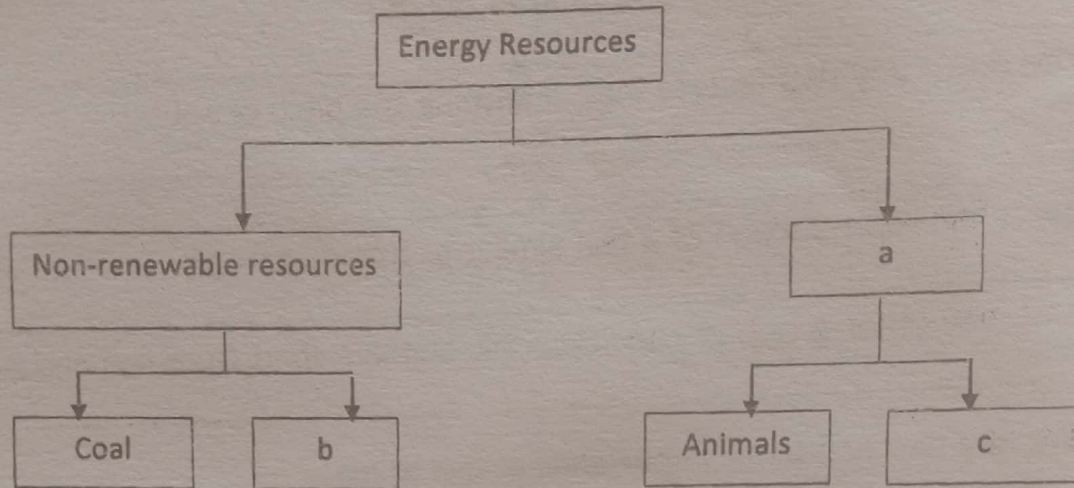 Energy Resources
Non-renewable resources
a
Coal
b
Animals
c